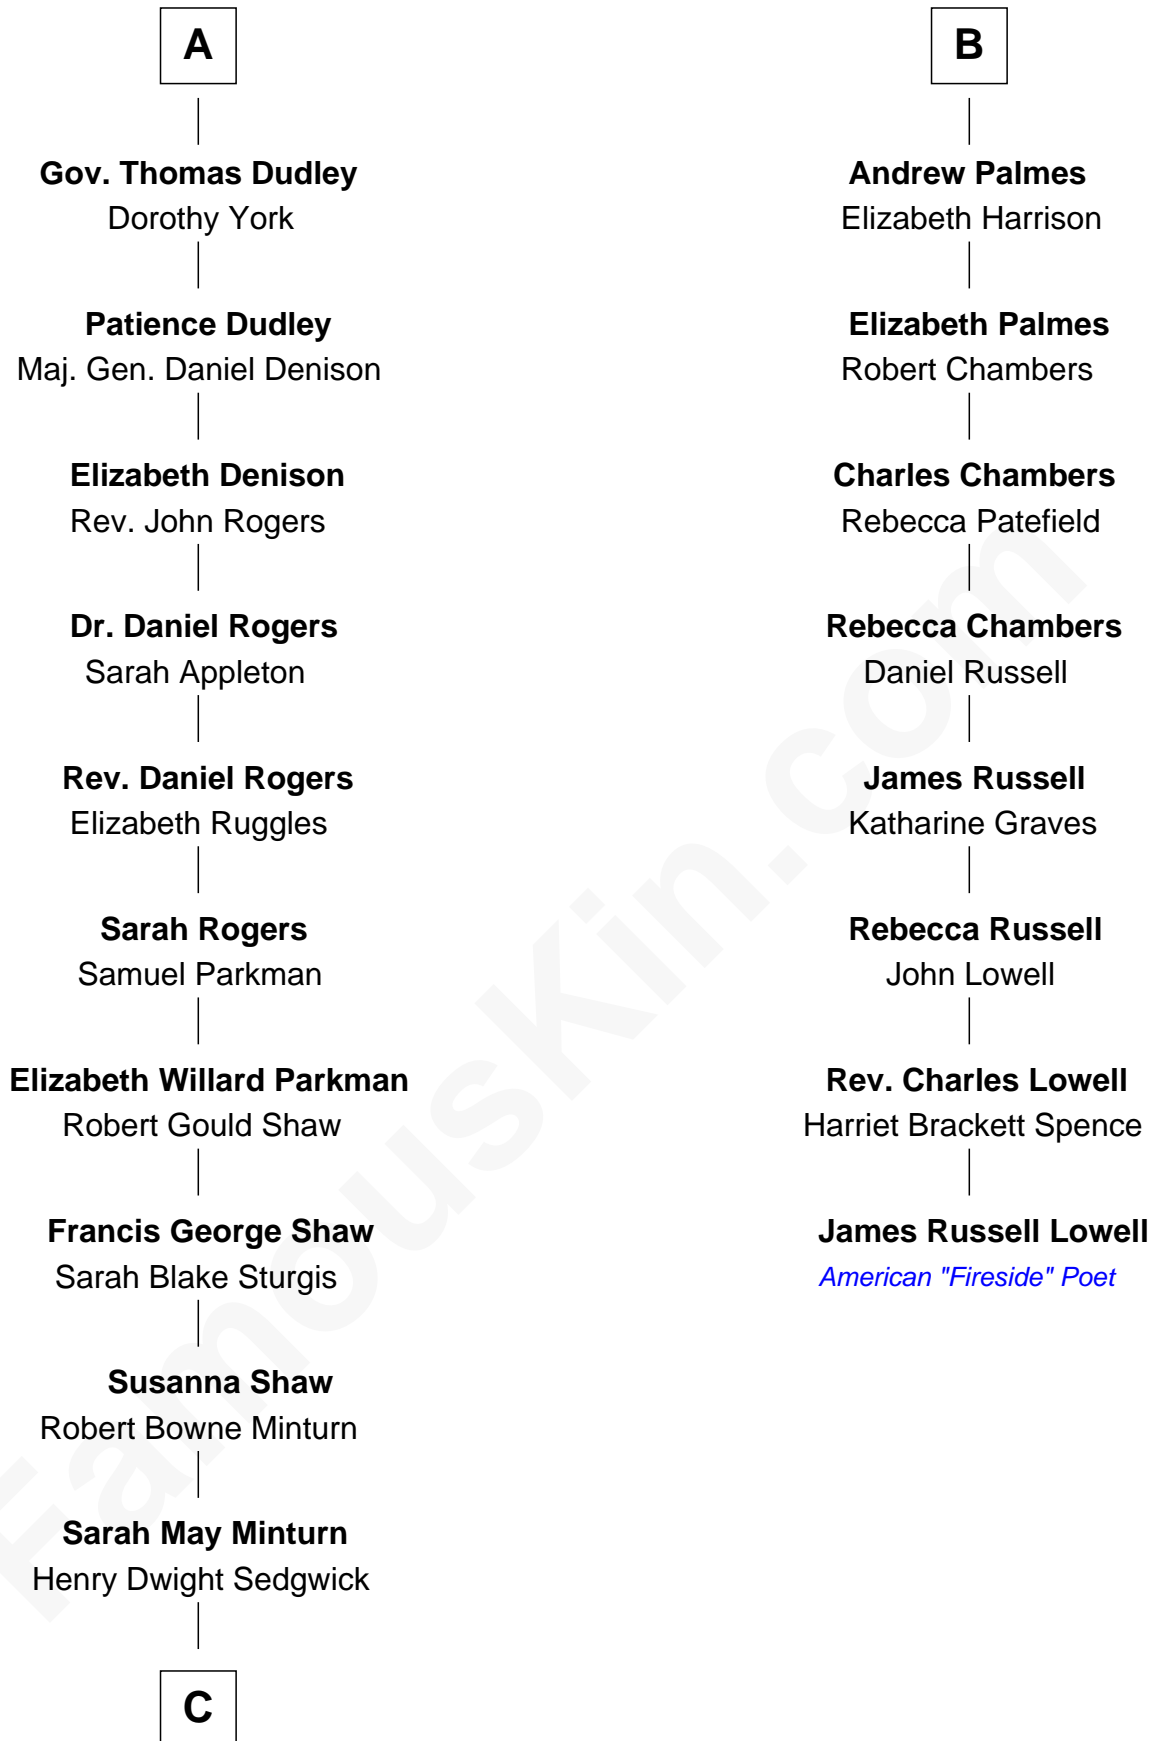 A
Gov. Thomas Dudley
Dorothy York
Patience Dudley
Maj. Gen. Daniel Denison
Elizabeth Denison
Rev. John Rogers
Dr. Daniel Rogers
Sarah Appleton
Rev. Daniel Rogers
Elizabeth Ruggles
Sarah Rogers
Samuel Parkman
Elizabeth Willard Parkman
Robert Gould Shaw
Francis George Shaw
Sarah Blake Sturgis
Susanna Shaw
Robert Bowne Minturn
Sarah May Minturn
Henry Dwight Sedgwick
C
B
Andrew Palmes
Elizabeth Harrison
Elizabeth Palmes
Robert Chambers
Charles Chambers
Rebecca Patefield
Rebecca Chambers
Daniel Russell
James Russell
Katharine Graves
Rebecca Russell
John Lowell
Rev. Charles Lowell
Harriet Brackett Spence
James Russell Lowell
American "Fireside" Poet
FamousKin.com